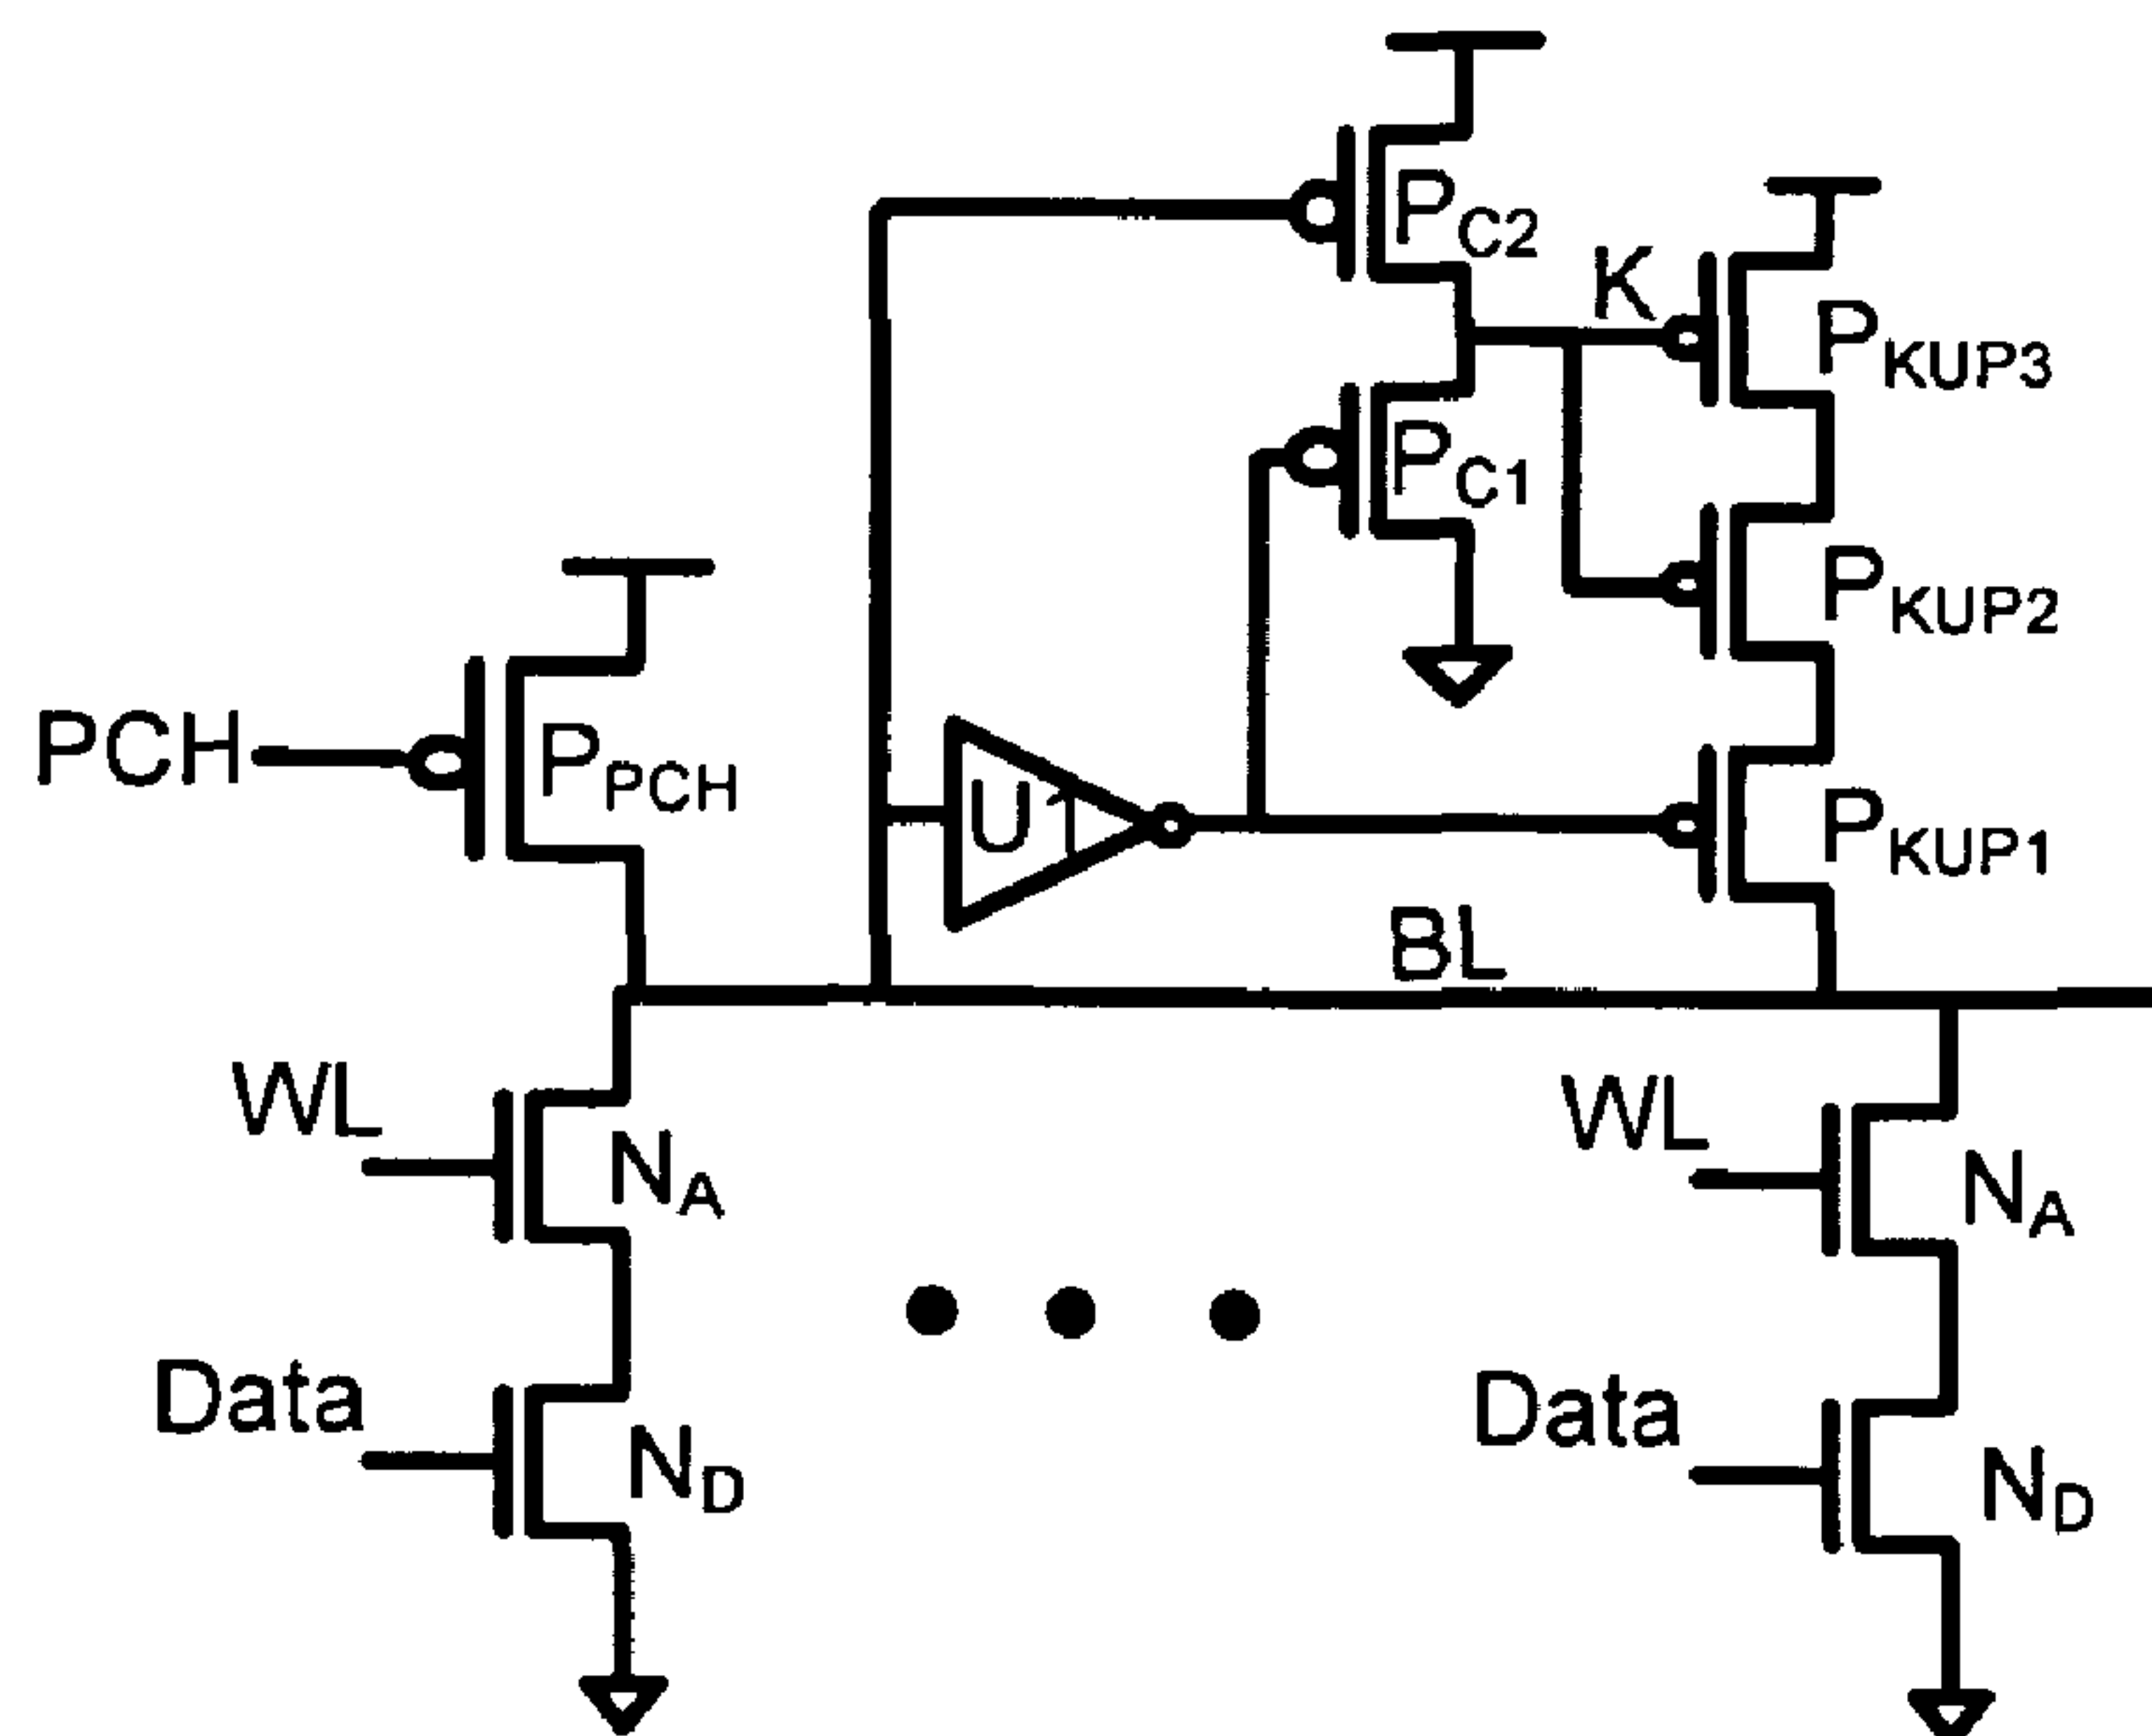 P_C2
K
P_KUP3
P_C1
P_KUP2
PCH
P_PCH
U1
P_KUP1
BL
WL
N_A
WL
N_A
Data
N_D
Data
N_D